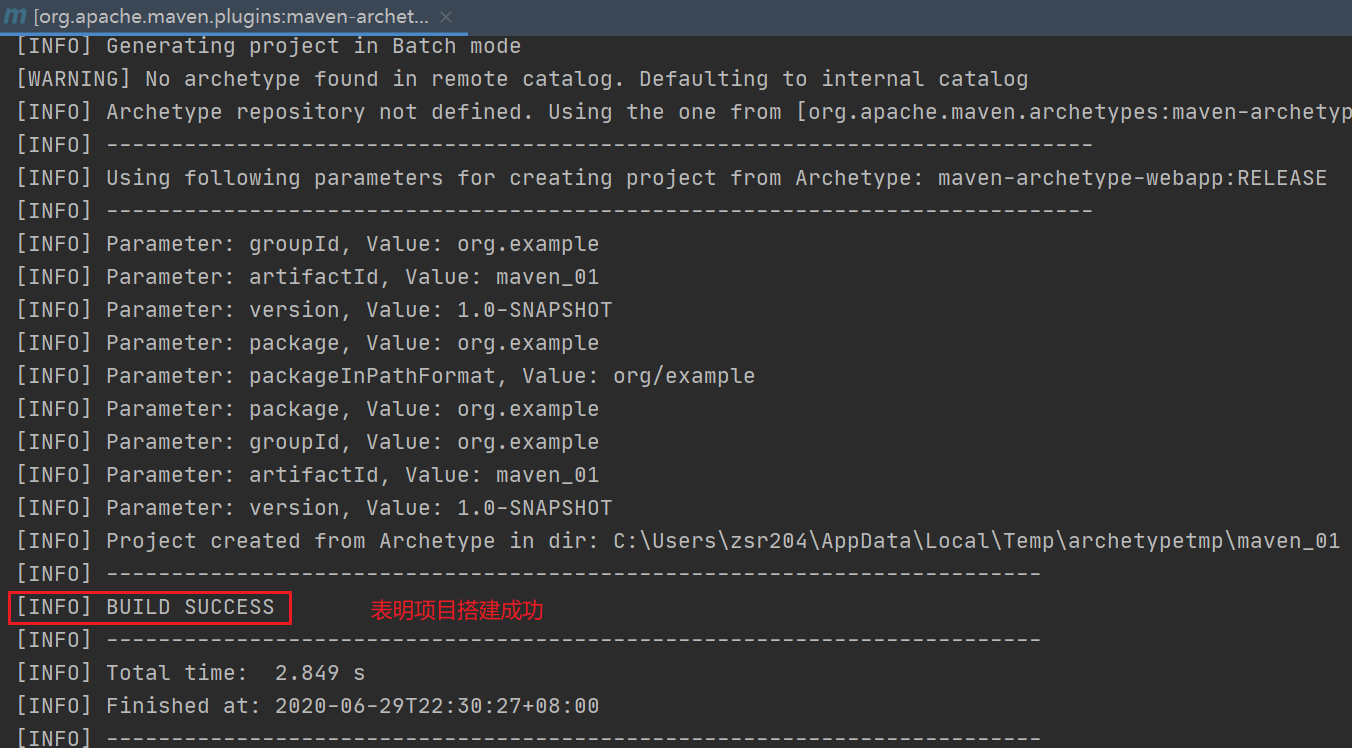 m [org.apache.maven.plugins:maven-archet... ×
[INFO] Generating project in Batch mode
[WARNING] No archetype found in remote catalog. Defaulting to internal catalog
[INFO] Archetype repository not defined. Using the one from [org.apache.maven.archetypes:maven-archetyp
[INFO] ----------------------------------------------------------------------------
[INFO] Using following parameters for creating project from Archetype: maven-archetype-webapp:RELEASE
[INFO] ----------------------------------------------------------------------------
[INFO] Parameter: groupId, Value: org.example
[INFO] Parameter: artifactId, Value: maven_01
[INFO] Parameter: version, Value: 1.0-SNAPSHOT
[INFO] Parameter: package, Value: org.example
[INFO] Parameter: packageInPathFormat, Value: org/example
[INFO] Parameter: package, Value: org.example
[INFO] Parameter: groupId, Value: org.example
[INFO] Parameter: artifactId, Value: maven_01
[INFO] Parameter: version, Value: 1.0-SNAPSHOT
[INFO] Project created from Archetype in dir: C:\Users\zsr204\AppData\Local\Temp\archetypetmp\maven_01
[INFO] ------------------------------------------------------------------------
[INFO] BUILD SUCCESS 表明项目搭建成功
[INFO] ------------------------------------------------------------------------
[INFO] Total time:  2.849 s
[INFO] Finished at: 2020-06-29T22:30:27+08:00
[INFO] ------------------------------------------------------------------------